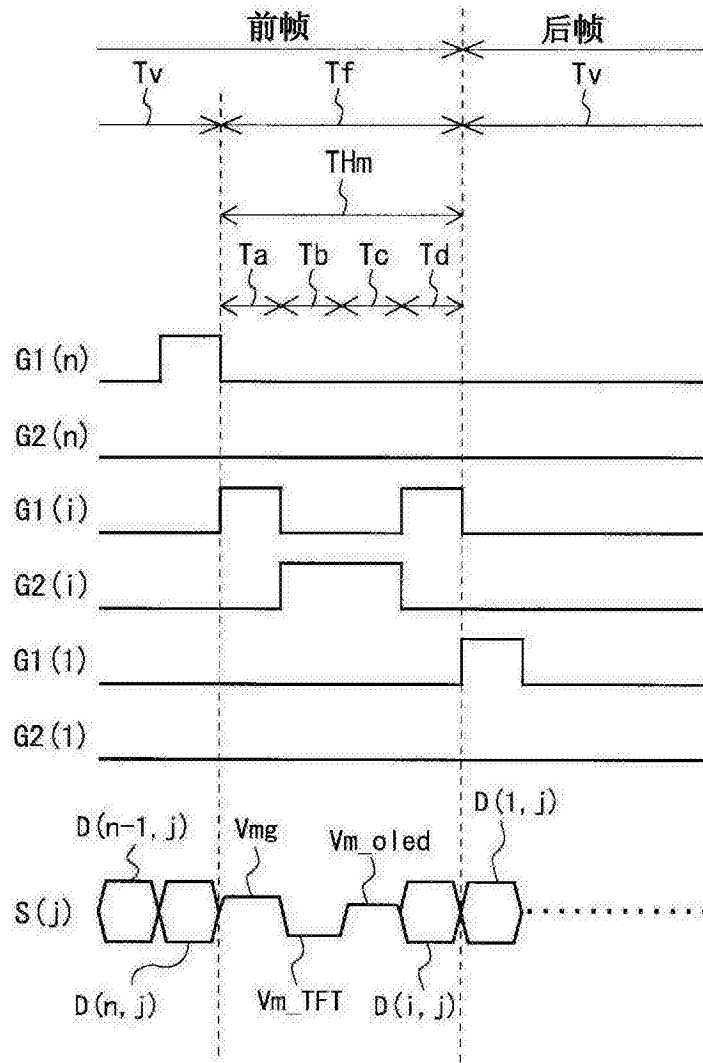 前帧 后帧
Tv Tf Tv
THm
Ta Tb Tc Td
G1(n)
G2(n)
G1(i)
G2(i)
G1(1)
G2(1)
D(n-1,j) Vmg Vm_oled D(1,j)
S(j)
D(n,j) Vm_TFT D(i,j)